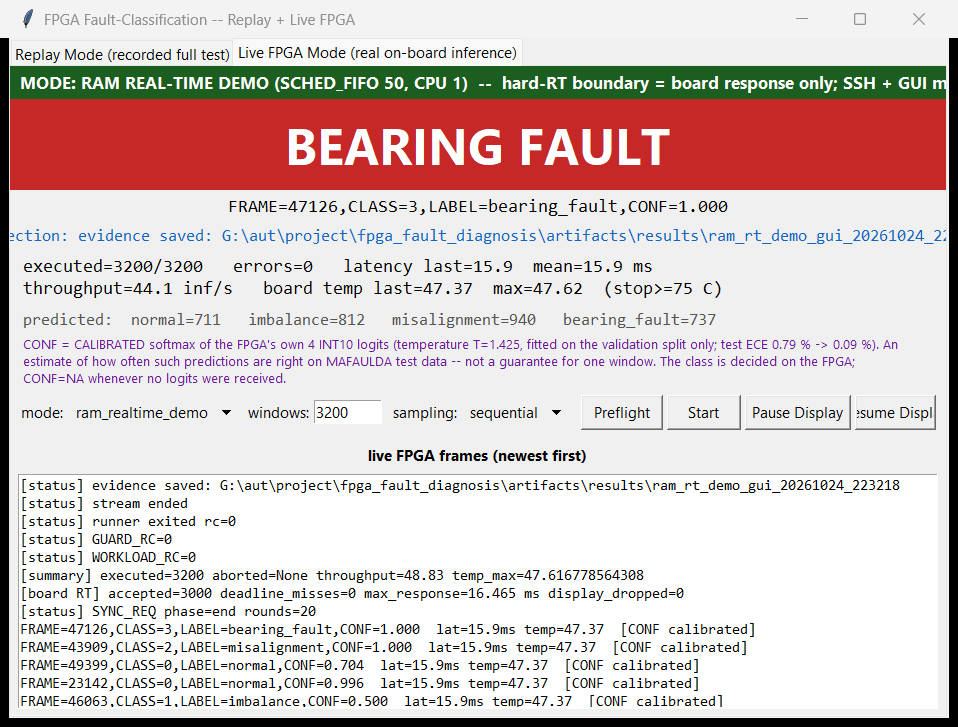 FPGA Fault-Classification -- Replay + Live FPGA
Replay Mode (recorded full test) Live FPGA Mode (real on-board inference)
MODE: RAM REAL-TIME DEMO (SCHED_FIFO 50, CPU 1) -- hard-RT boundary = board response only; SSH + GUI m
BEARING FAULT
FRAME=47126,CLASS=3,LABEL=bearing_fault,CONF=1.000
ection: evidence saved: G:\aut\project\fpga_fault_diagnosis\artifacts\results\ram_rt_demo_gui_20261024_22
executed=3200/3200 errors=0 latency last=15.9 mean=15.9 ms
throughput=44.1 inf/s board temp last=47.37 max=47.62 (stop>=75 C)
predicted: normal=711 imbalance=812 misalignment=940 bearing_fault=737
CONF = CALIBRATED softmax of the FPGA's own 4 INT10 logits (temperature T=1.425, fitted on the validation split only; test ECE 0.79 % -> 0.09 %). An
estimate of how often such predictions are right on MAFAULDA test data -- not a guarantee for one window. The class is decided on the FPGA;
CONF=NA whenever no logits were received.
mode: ram_realtime_demo windows: 3200 sampling: sequential Preflight Start Pause Display esume Displ
live FPGA frames (newest first)
[status] evidence saved: G:\aut\project\fpga_fault_diagnosis\artifacts\results\ram_rt_demo_gui_20261024_223218
[status] stream ended
[status] runner exited rc=0
[status] GUARD_RC=0
[status] WORKLOAD_RC=0
[summary] executed=3200 aborted=None throughput=48.83 temp_max=47.616778564308
[board RT] accepted=3000 deadline_misses=0 max_response=16.465 ms display_dropped=0
[status] SYNC_REQ phase=end rounds=20
FRAME=47126,CLASS=3,LABEL=bearing_fault,CONF=1.000 lat=15.9ms temp=47.37 [CONF calibrated]
FRAME=43909,CLASS=2,LABEL=misalignment,CONF=1.000 lat=15.9ms temp=47.37 [CONF calibrated]
FRAME=49399,CLASS=0,LABEL=normal,CONF=0.704 lat=15.9ms temp=47.37 [CONF calibrated]
FRAME=23142,CLASS=0,LABEL=normal,CONF=0.996 lat=15.9ms temp=47.37 [CONF calibrated]
FRAME=46063,CLASS=1,LABEL=imbalance,CONF=0.500 lat=15.9ms temp=47.37 [CONF calibrated]